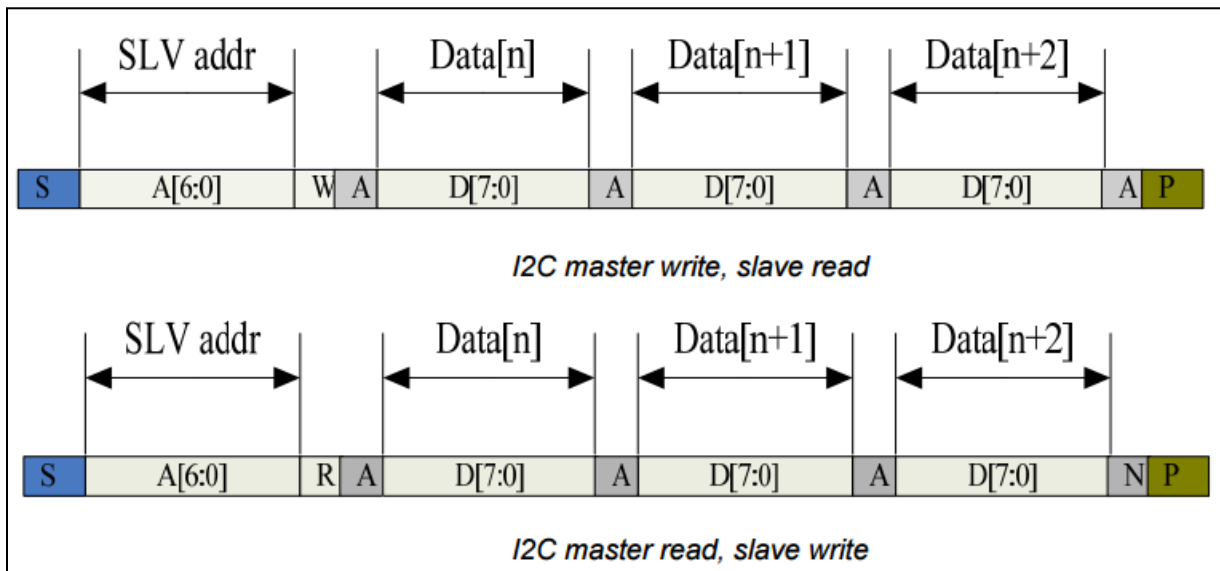 SLV addr Data[n] Data[n+1] Data[n+2]
S A[6:0] W A D[7:0] A D[7:0] A D[7:0] A P
I2C master write, slave read
SLV addr Data[n] Data[n+1] Data[n+2]
S A[6:0] R A D[7:0] A D[7:0] A D[7:0] N P
I2C master read, slave write